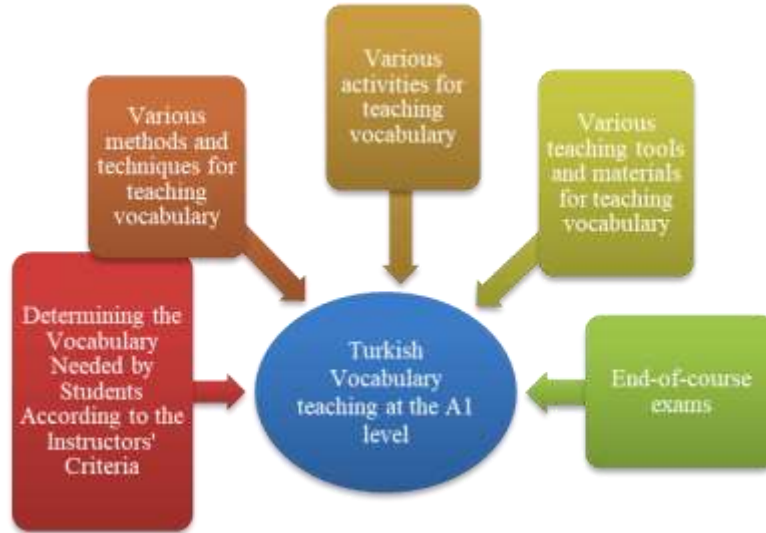 Various
activities for
teaching
vocabulary
Various
methods and
techniques for
teaching
vocabulary
Various
teaching tools
and materials
for teaching
vocabulary
Determining the
Vocabulary
Needed by
Students
According to the
Instructors'
Criteria
Turkish
Vocabulary
teaching at the A1
level
End-of-course
exams